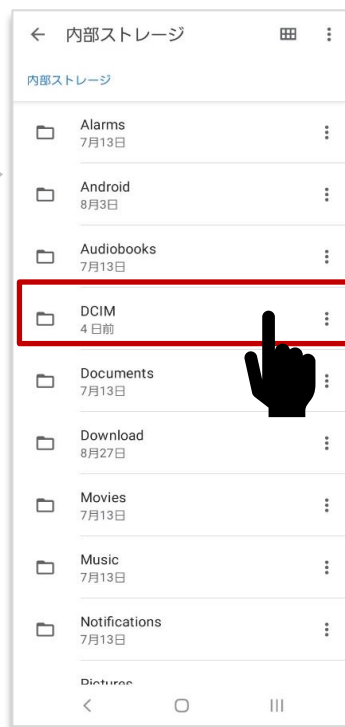 内部ストレージ
内部ストレージ
Alarms
7月13日
Android
8月3日
Audiobooks
7月13日
DCIM
4 日前
Documents
7月13日
Download
8月27日
Movies
7月13日
Music
7月13日
Notifications
7月13日
Pictures